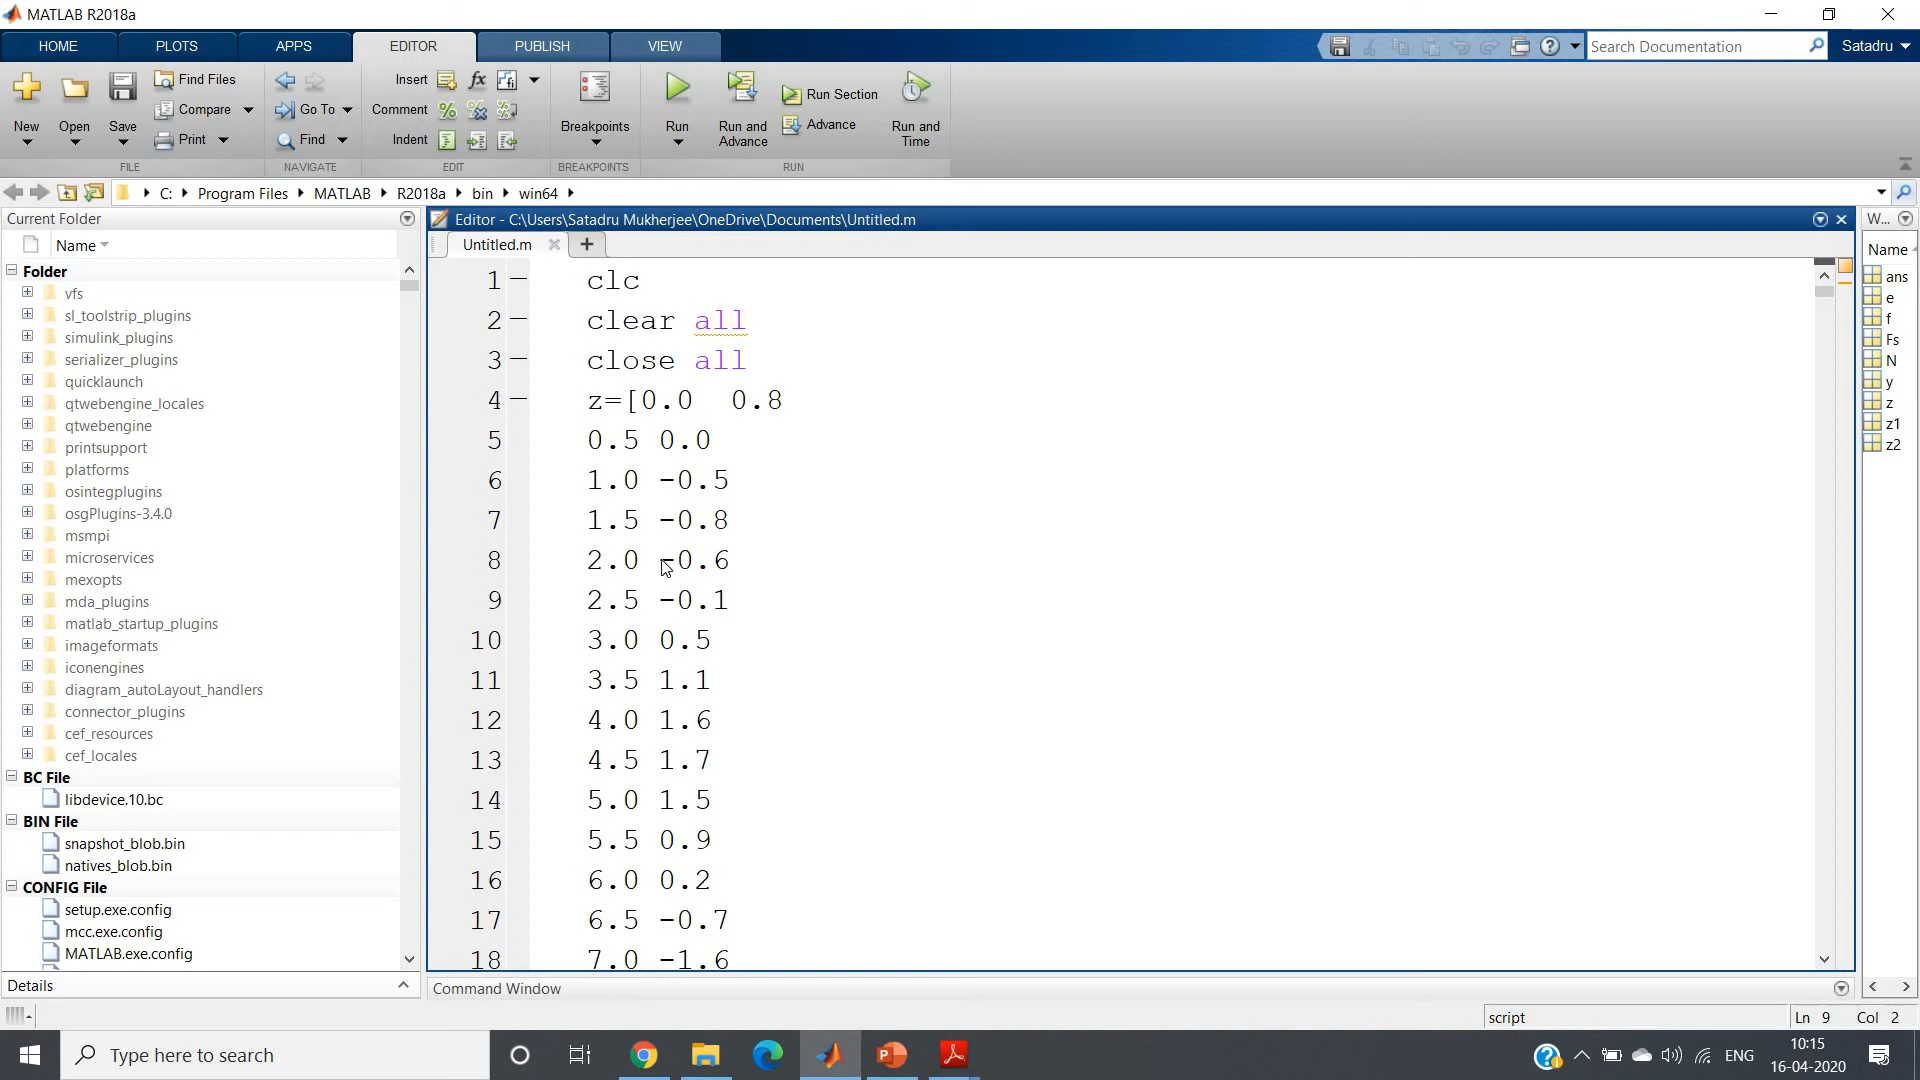 MATLAB R2018a
HOME PLOTS APPS EDITOR PUBLISH VIEW Search Documentation Satadru
New Open Save Find Files Compare Print
FILE
Go To Find
NAVIGATE
Insert fx
Comment
Indent
EDIT
Breakpoints
BREAKPOINTS
Run Run and Advance Run Section Advance Run and Time
RUN
C: Program Files MATLAB R2018a bin win64
Current Folder
Name
Folder
vfs
sl_toolstrip_plugins
simulink_plugins
serializer_plugins
quicklaunch
qtwebengine_locales
qtwebengine
printsupport
platforms
osintegplugins
osgPlugins-3.4.0
msmpi
microservices
mexopts
mda_plugins
matlab_startup_plugins
imageformats
iconengines
diagram_autoLayout_handlers
connector_plugins
cef_resources
cef_locales
BC File
libdevice.10.bc
BIN File
snapshot_blob.bin
natives_blob.bin
CONFIG File
setup.exe.config
mcc.exe.config
MATLAB.exe.config
Details
Editor - C:\Users\Satadru Mukherjee\OneDrive\Documents\Untitled.m
Untitled.m
1 clc
2 clear all
3 close all
4 z=[0.0 0.8
5 0.5 0.0
6 1.0 -0.5
7 1.5 -0.8
8 2.0 -0.6
9 2.5 -0.1
10 3.0 0.5
11 3.5 1.1
12 4.0 1.6
13 4.5 1.7
14 5.0 1.5
15 5.5 0.9
16 6.0 0.2
17 6.5 -0.7
18 7.0 -1.6
Command Window
W...
Name
ans
e
f
Fs
N
y
z
z1
z2
script Ln 9 Col 2
Type here to search
ENG
10:15
16-04-2020